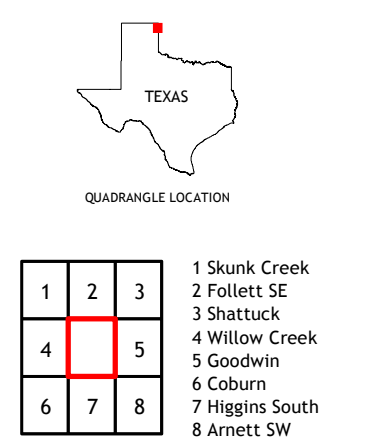 TEXAS
QUADRANGLE LOCATION
1 2 3
4 5
6 7 8
1 Skunk Creek
2 Follett SE
3 Shattuck
4 Willow Creek
5 Goodwin
6 Coburn
7 Higgins South
8 Arnett SW